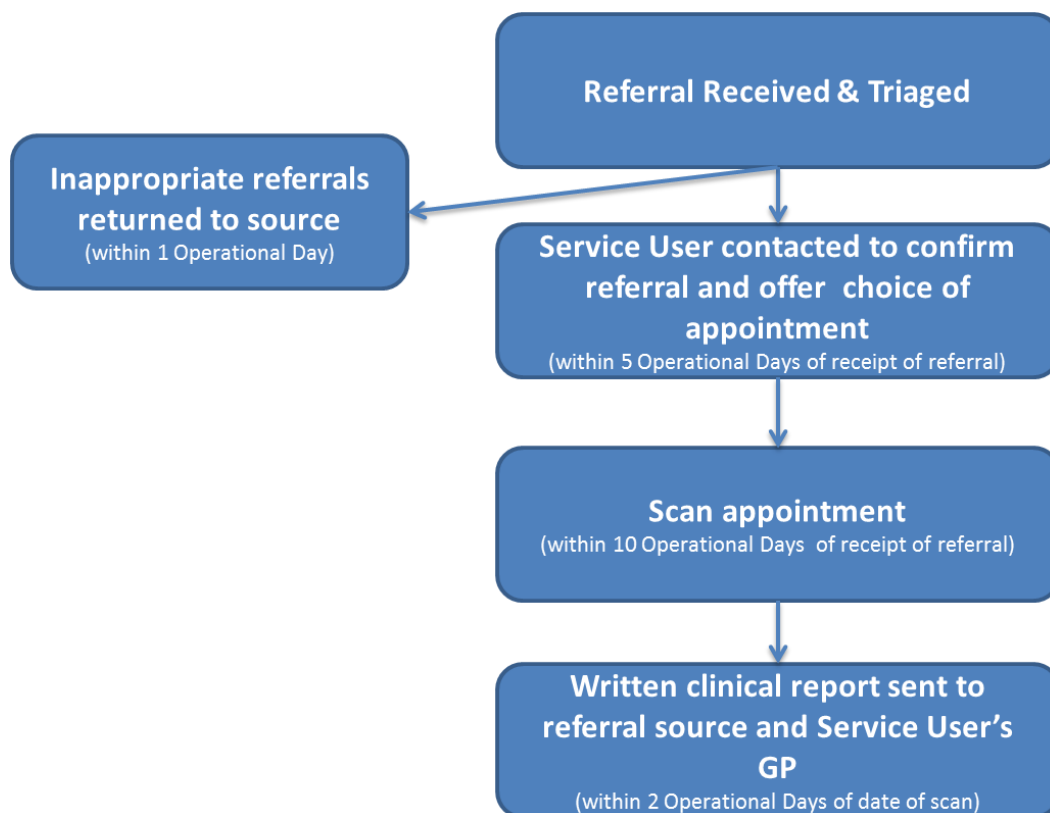 Referral Received & Triaged
Inappropriate referrals
returned to source
(within 1 Operational Day)
Service User contacted to confirm
referral and offer  choice of
appointment
(within 5 Operational Days of receipt of referral)
Scan appointment
(within 10 Operational Days  of receipt of referral)
Written clinical report sent to
referral source and Service User’s
GP
(within 2 Operational Days of date of scan)